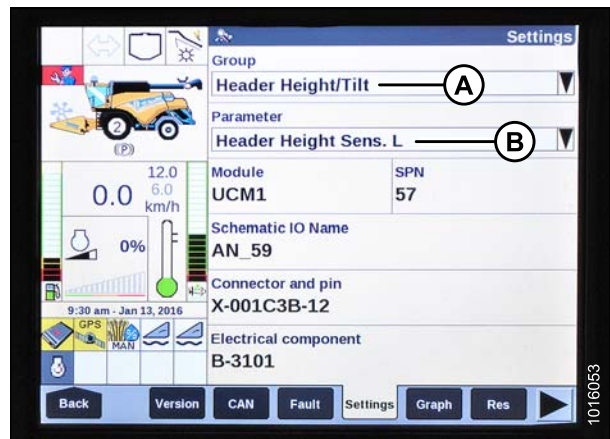 Settings
Group
Header Height/Tilt
A
Parameter
Header Height Sens. L
B
2
(P)
12.0
0.0
6.0
km/h
Module
SPN
UCM1
57
Schematic IO Name
0%
AN_59
Connector and pin
X-001C3B-12
9:30 am - Jan 13, 2016
GPS
%
MAN
Electrical component
B-3101
Back
Version
CAN
Fault
Settings
Graph
Res
1016053